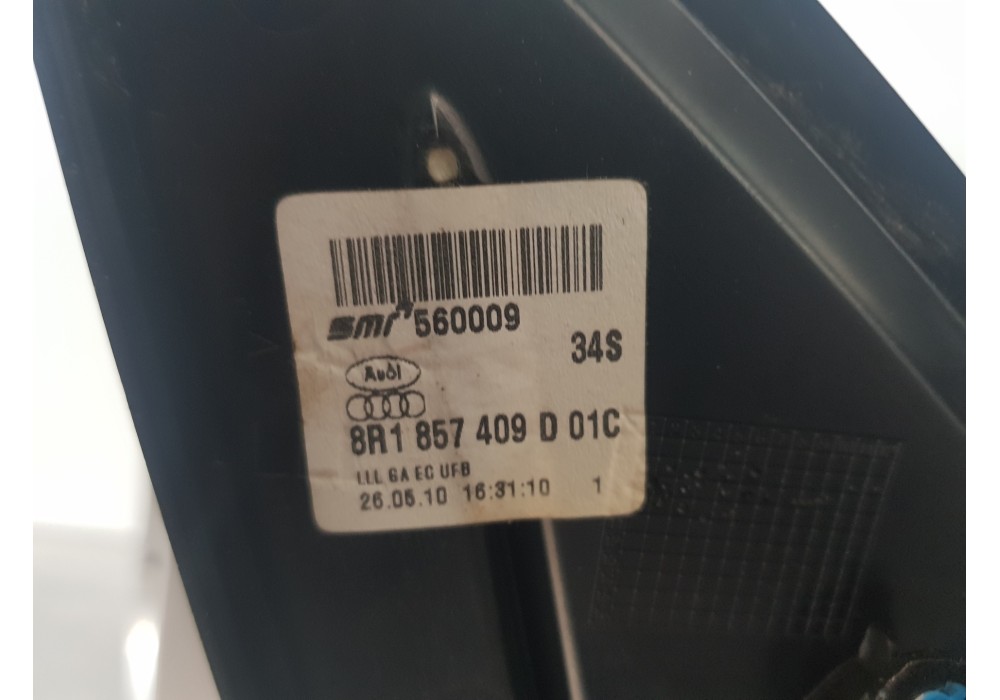 smr 560009
34S
Audi
8R1 857 409 D 01C
LLL GA EC UFB
26.05.10 16:31:10 1